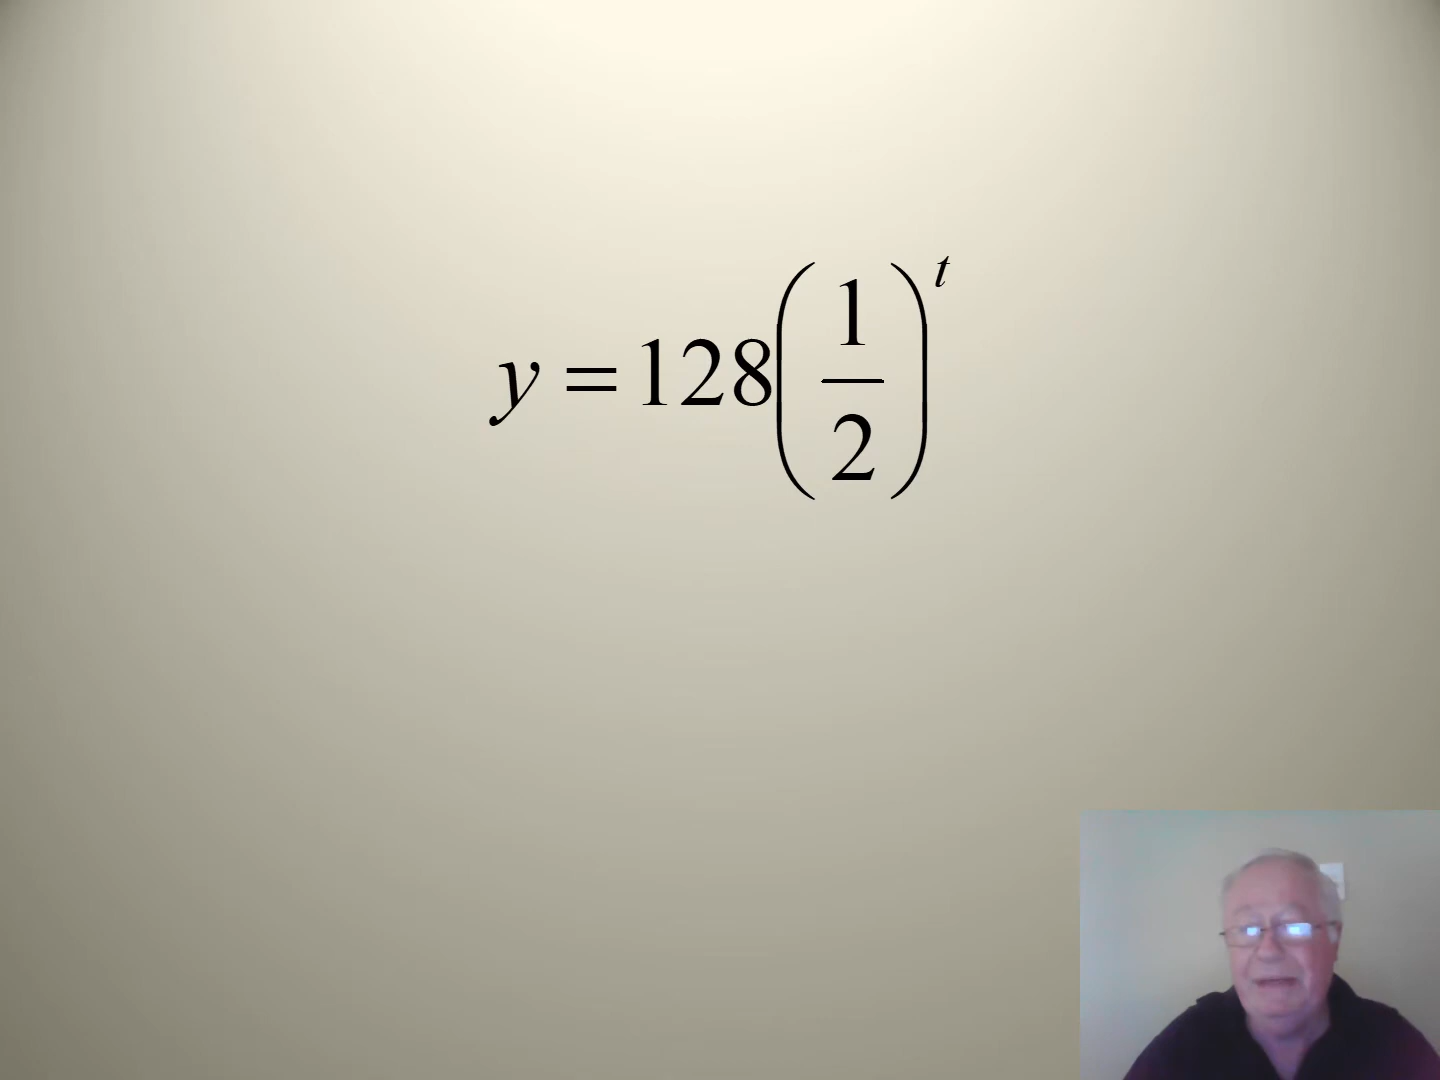 y = 128(1/2)^t